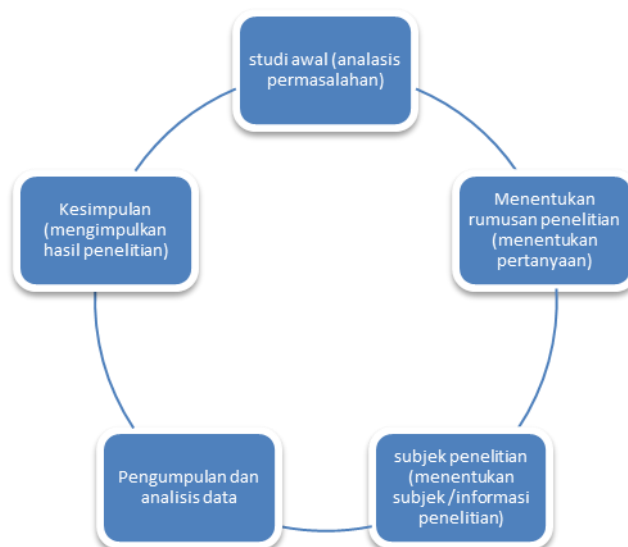 studi awal (analasis
permasalahan)
Menentukan
rumusan penelitian
(menentukan
pertanyaan)
subjek penelitian
(menentukan
subjek /informasi
penelitian)
Pengumpulan dan
analisis data
Kesimpulan
(mengimpulkan
hasil penelitian)